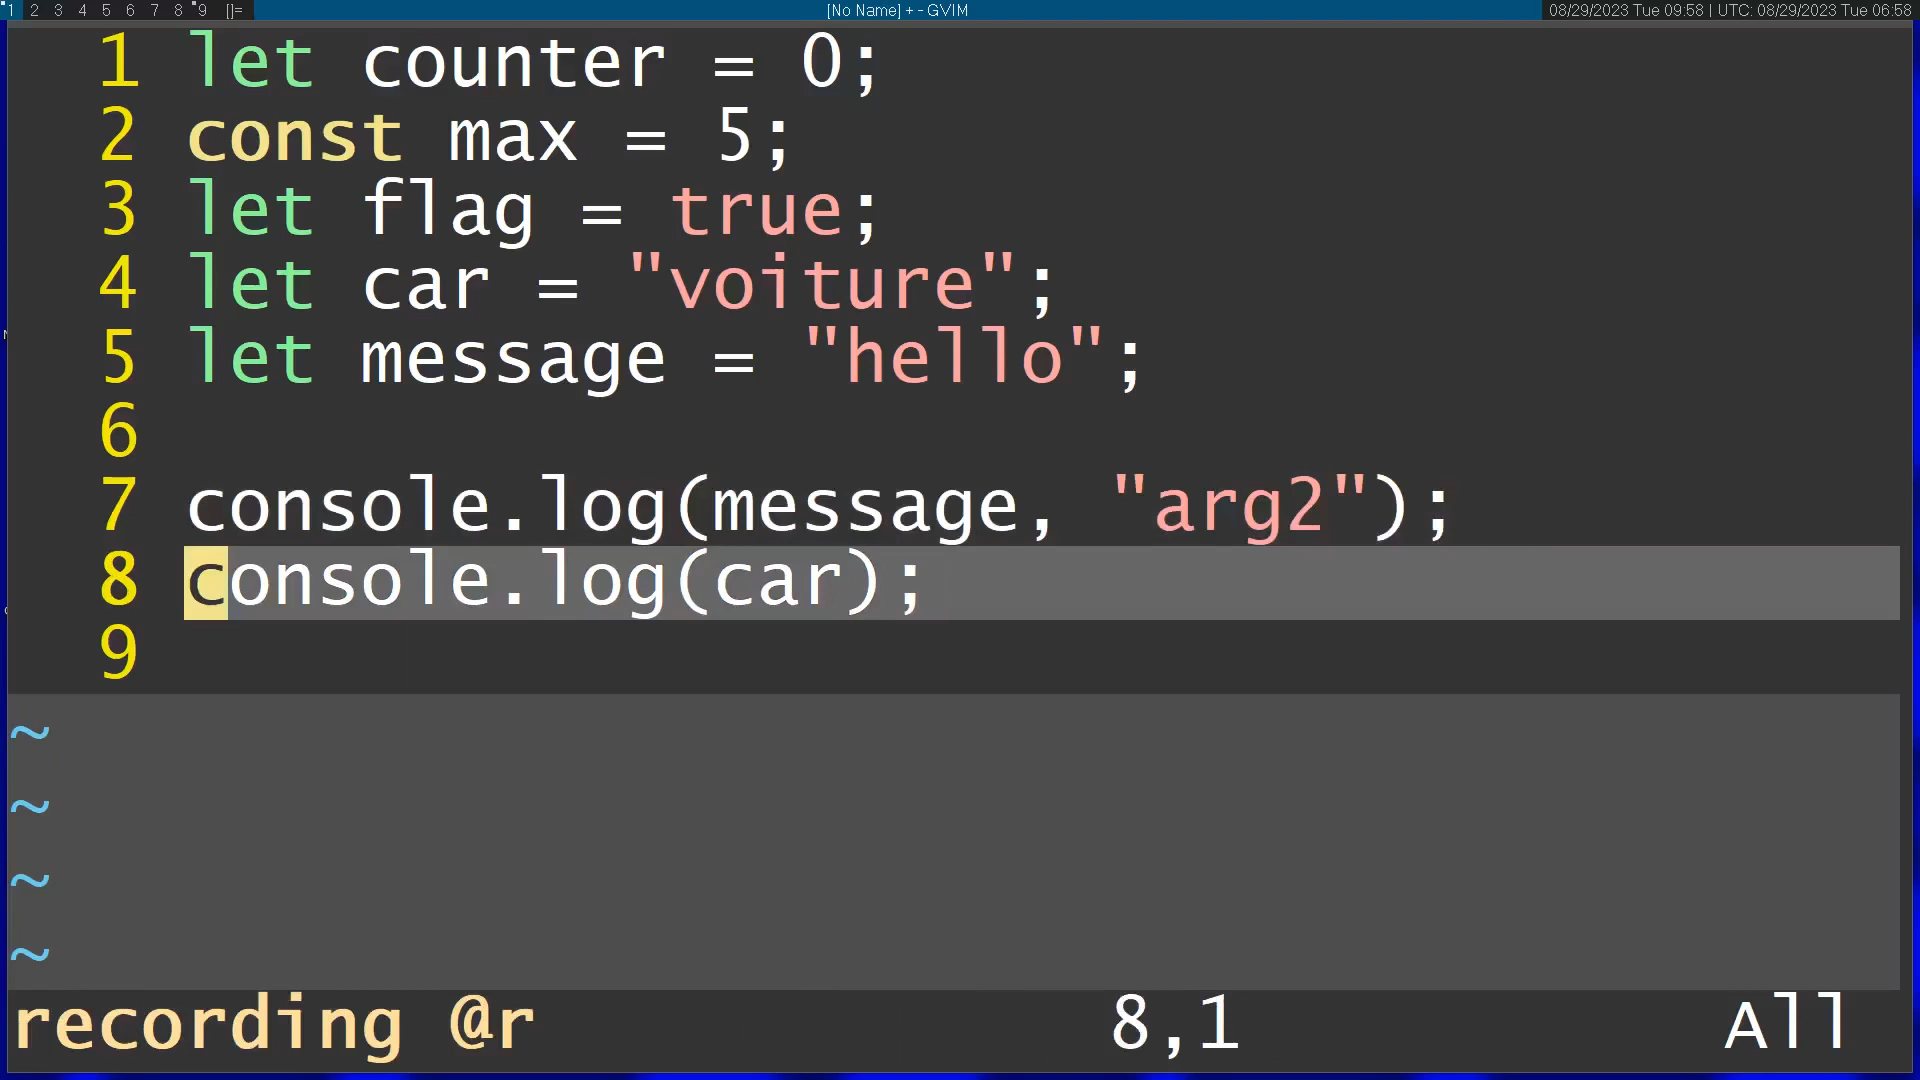 1 2 3 4 5 6 7 8 9 []= [No Name] + - GVIM 08/29/2023 Tue 09:58 | UTC: 08/29/2023 Tue 06:58
1 let counter = 0;
2 const max = 5;
3 let flag = true;
4 let car = "voiture";
5 let message = "hello";
6
7 console.log(message, "arg2");
8 console.log(car);
9
~
~
~
~
recording @r 8,1 All